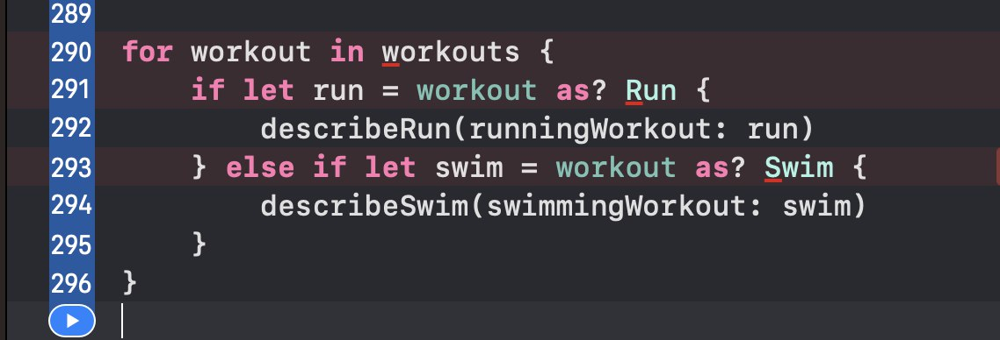 289
290 for workout in workouts {
291     if let run = workout as? Run {
292         describeRun(runningWorkout: run)
293     } else if let swim = workout as? Swim {
294         describeSwim(swimmingWorkout: swim)
295     }
296 }